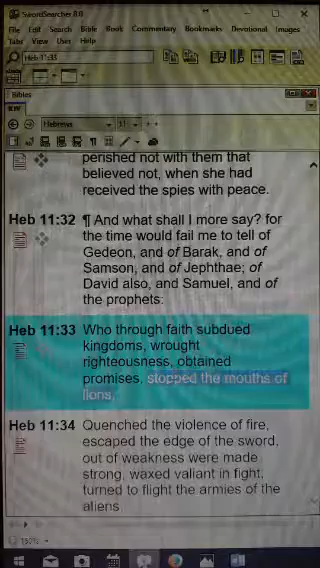 SwordSearcher 8.0
File Edit Search Bible Book Commentary Bookmarks Devotional Images
Tabs View User Help
Heb 11:33
Bibles
KJV
Hebrews 11
perished not with them that
believed not, when she had
received the spies with peace.
Heb 11:32 ¶ And what shall I more say? for
the time would fail me to tell of
Gedeon, and of Barak, and of
Samson, and of Jephthae; of
David also, and Samuel, and of
the prophets:
Heb 11:33 Who through faith subdued
kingdoms, wrought
righteousness, obtained
promises, stopped the mouths of
lions,
Heb 11:34 Quenched the violence of fire,
escaped the edge of the sword,
out of weakness were made
strong, waxed valiant in fight,
turned to flight the armies of the
aliens